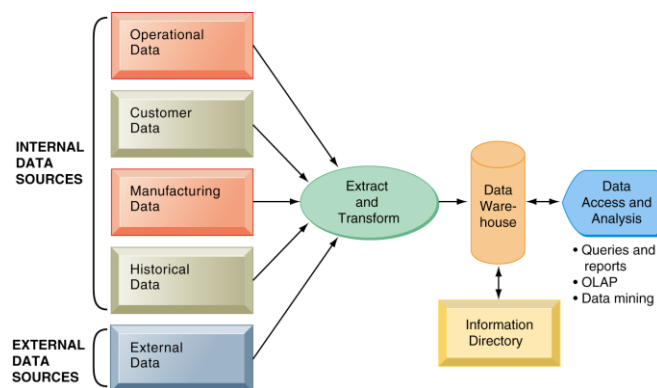 INTERNAL
DATA
SOURCES
Operational
Data
Customer
Data
Manufacturing
Data
Historical
Data
EXTERNAL
DATA
SOURCES
External
Data
Extract
and
Transform
Data
Ware-
house
Information
Directory
Data
Access and
Analysis
• Queries and
reports
• OLAP
• Data mining